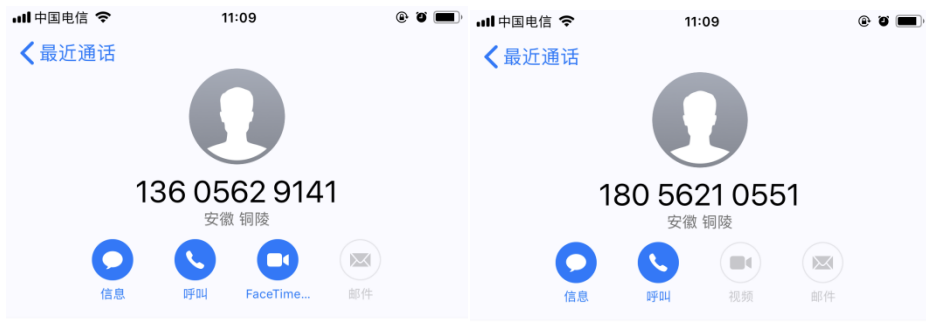 中国电信 11:09
最近通话
136 0562 9141
安徽 铜陵
信息 呼叫 FaceTime... 邮件
中国电信 11:09
最近通话
180 5621 0551
安徽 铜陵
信息 呼叫 视频 邮件